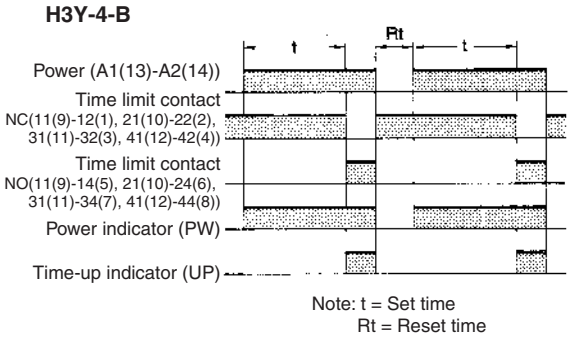 H3Y-4-B
t
Rt
t
Power (A1(13)-A2(14))
Time limit contact
NC(11(9)-12(1), 21(10)-22(2),
31(11)-32(3), 41(12)-42(4))
Time limit contact
NO(11(9)-14(5), 21(10)-24(6),
31(11)-34(7), 41(12)-44(8))
Power indicator (PW)
Time-up indicator (UP)
Note: t = Set time
Rt = Reset time